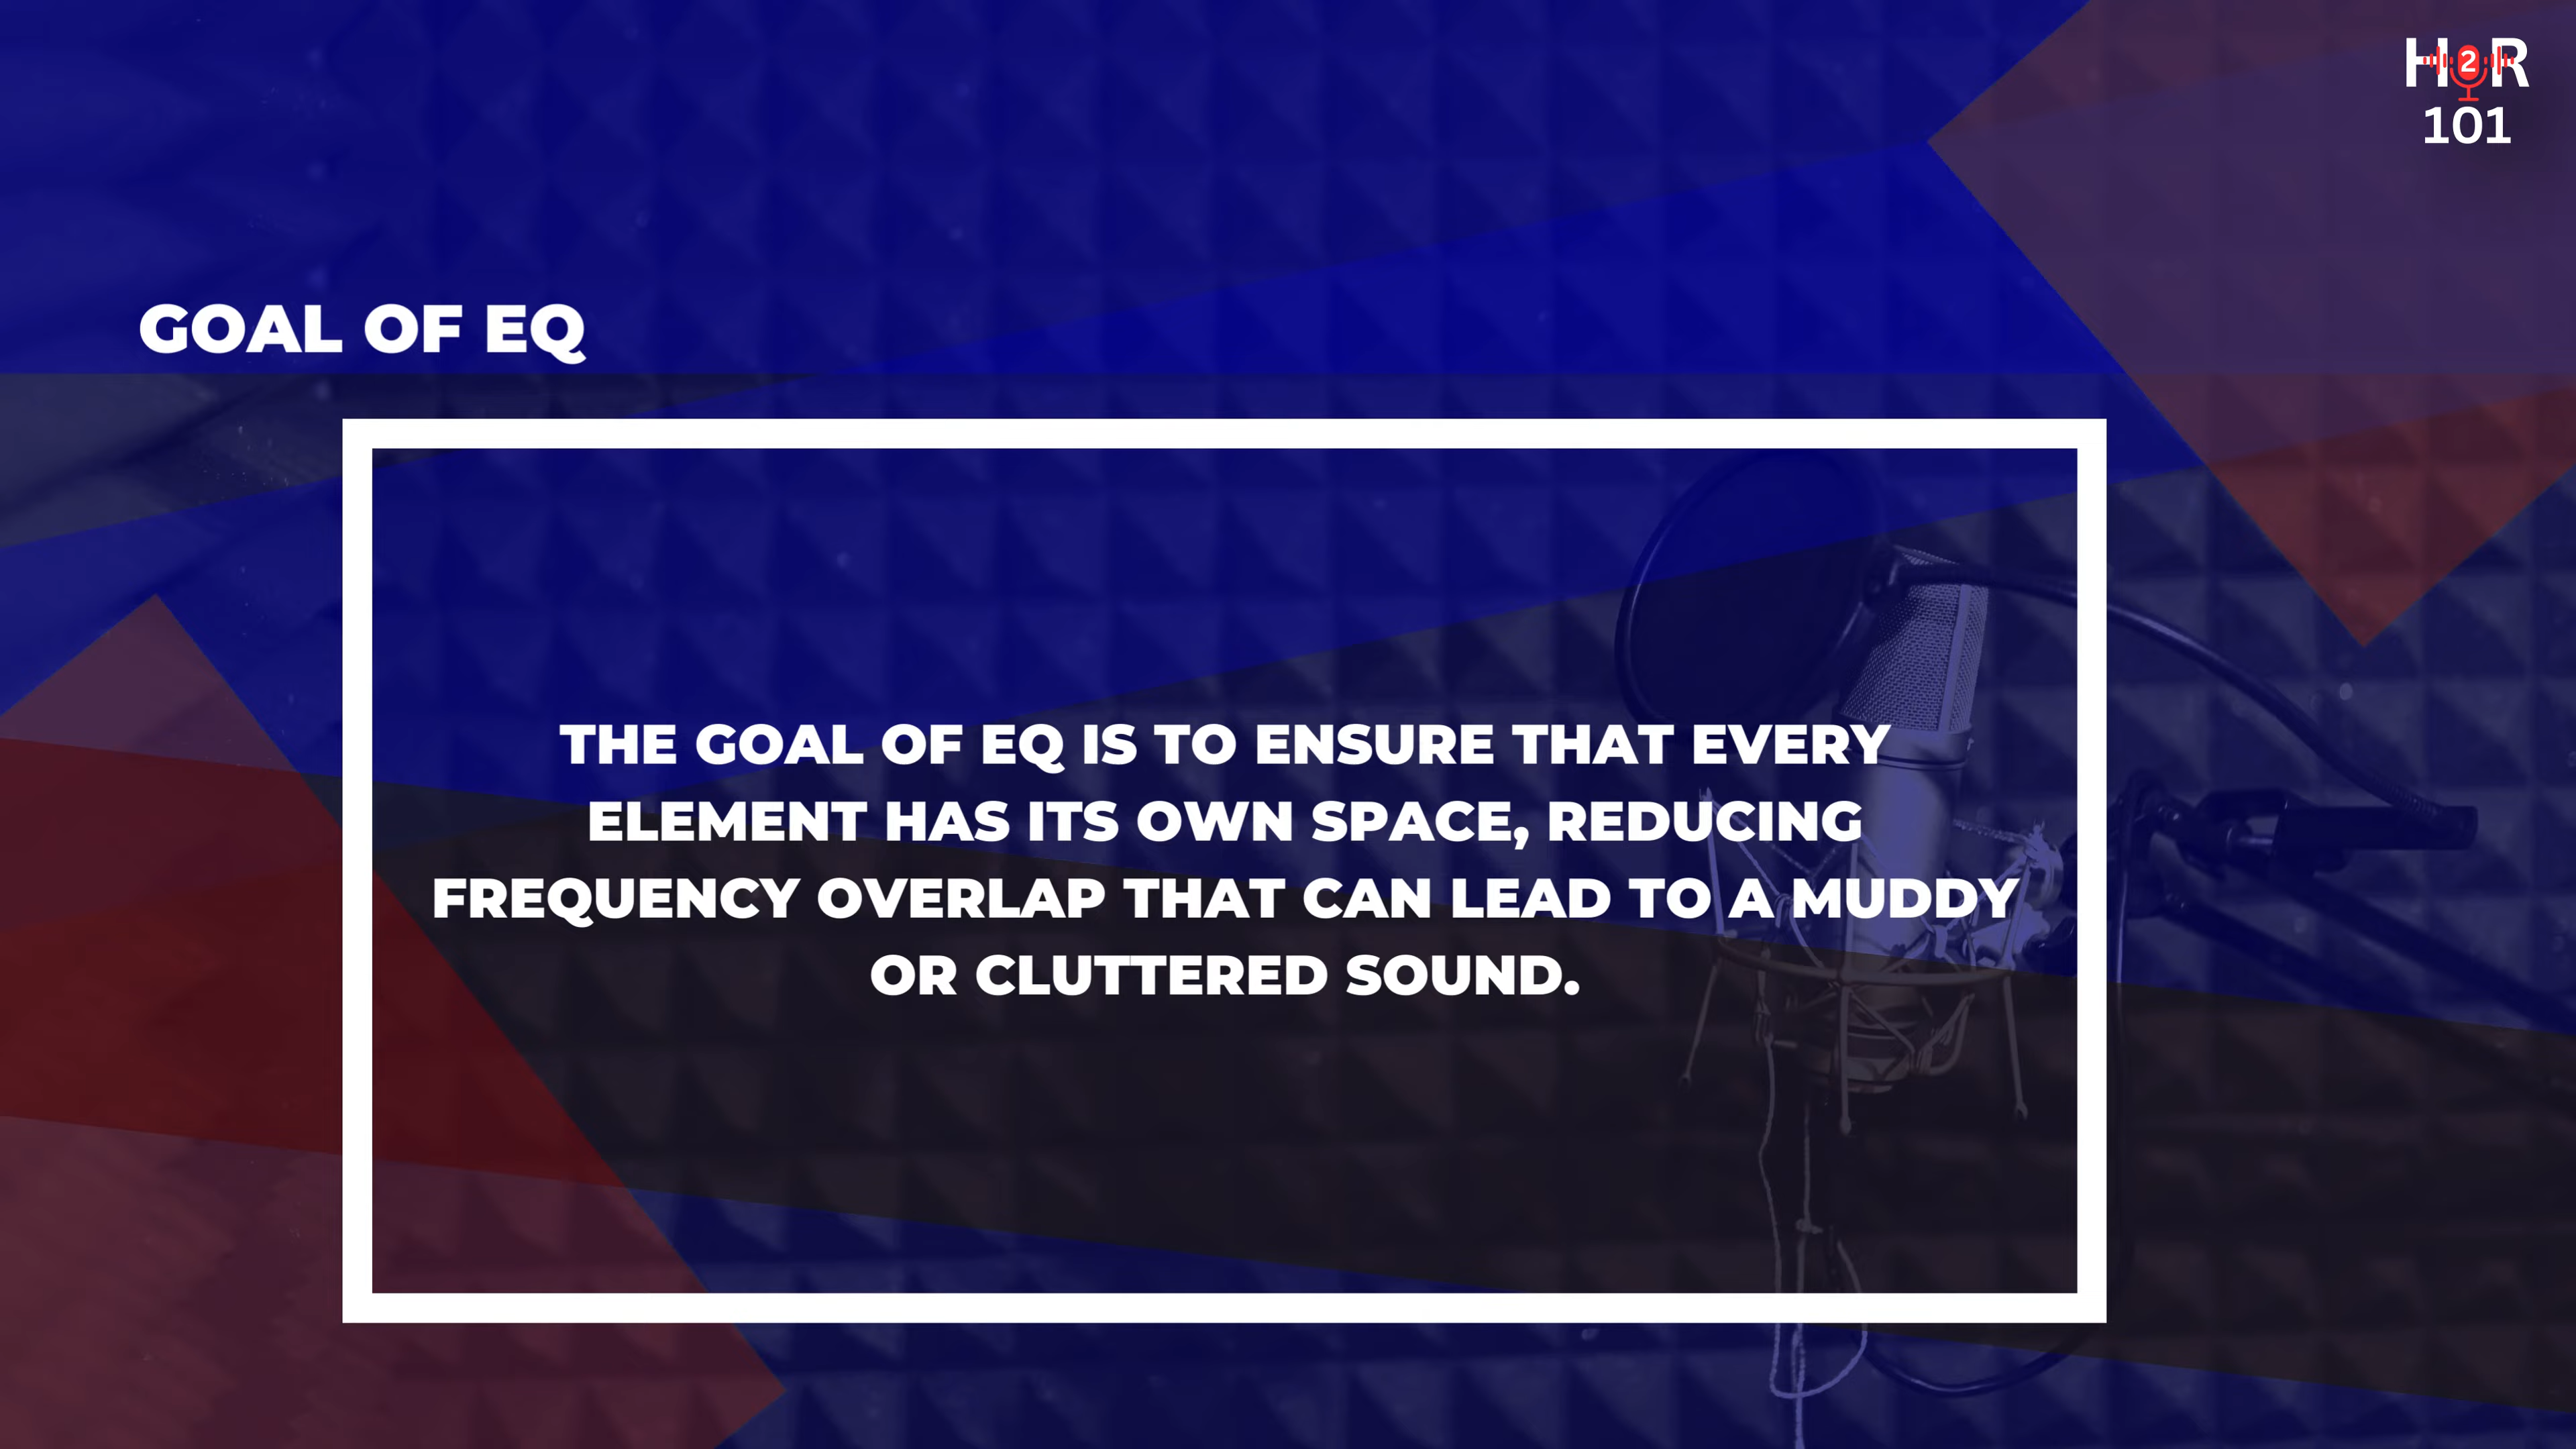 H2R
101
GOAL OF EQ
THE GOAL OF EQ IS TO ENSURE THAT EVERY
ELEMENT HAS ITS OWN SPACE, REDUCING
FREQUENCY OVERLAP THAT CAN LEAD TO A MUDDY
OR CLUTTERED SOUND.